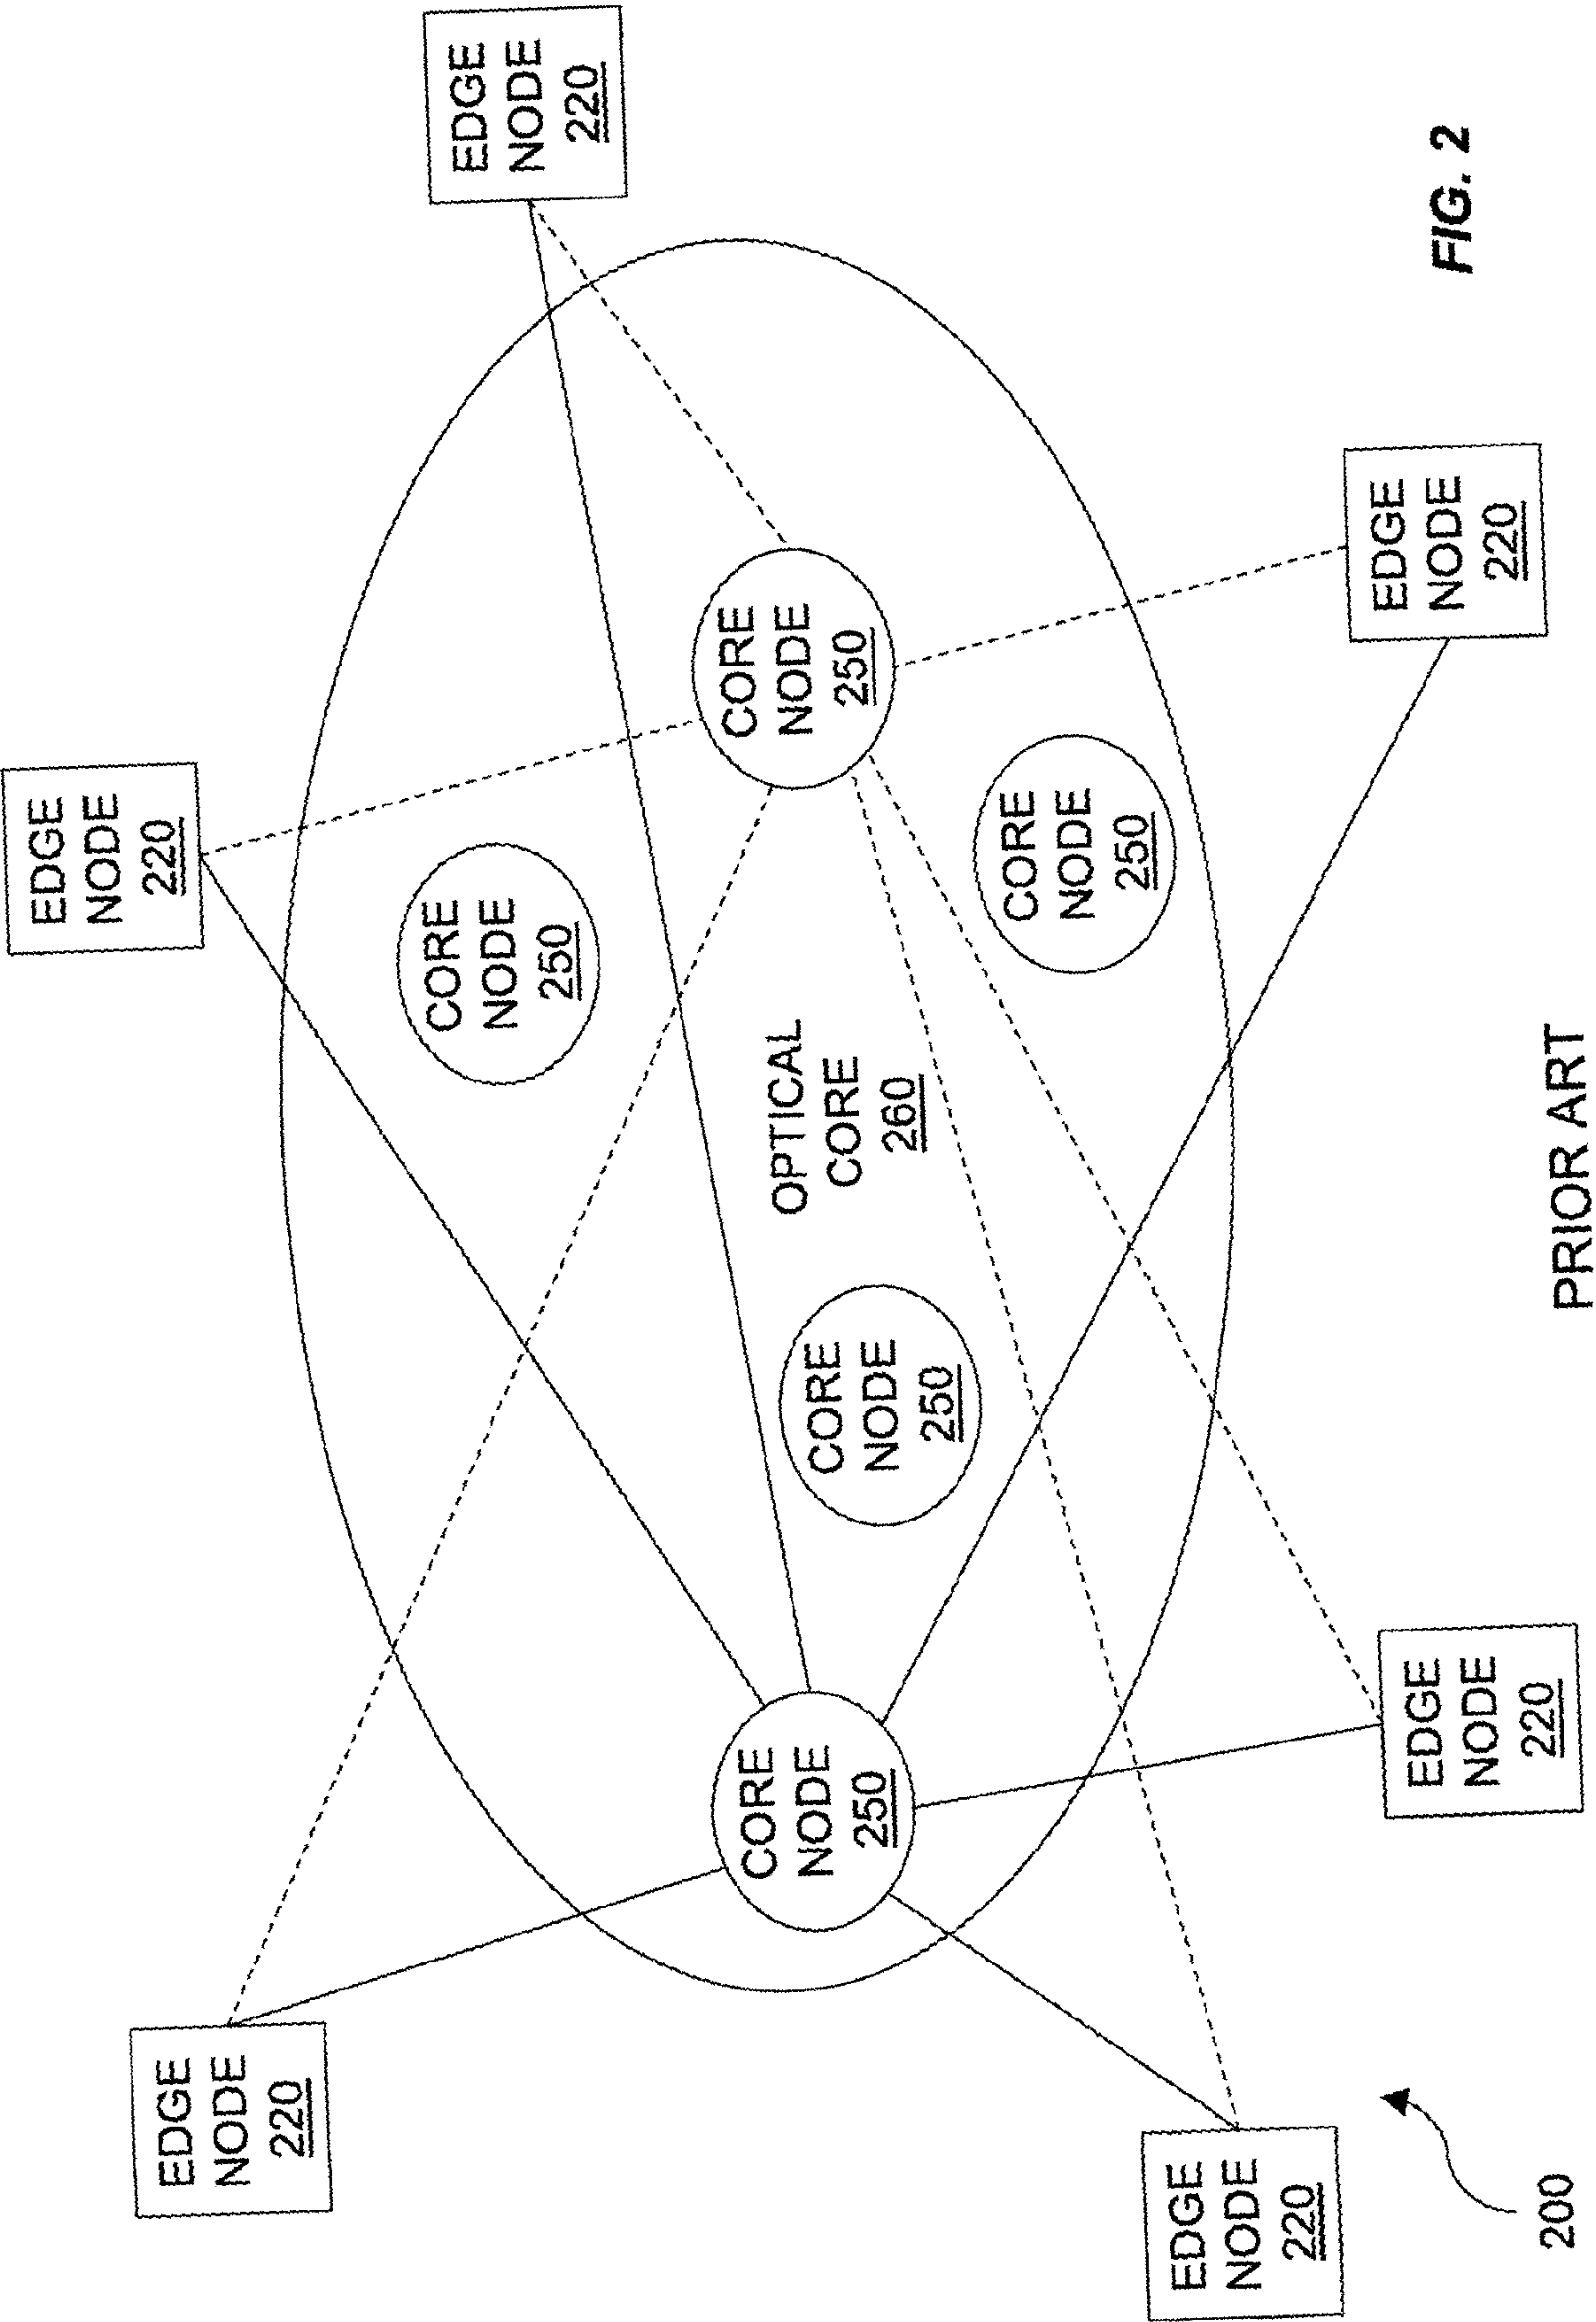 EDGE
NODE
220
EDGE
NODE
220
EDGE
NODE
220
CORE
NODE
250
CORE
NODE
250
OPTICAL
CORE
260
CORE
NODE
250
CORE
NODE
250
CORE
NODE
250
EDGE
NODE
220
EDGE
NODE
220
EDGE
NODE
220
200
PRIOR ART
FIG. 2